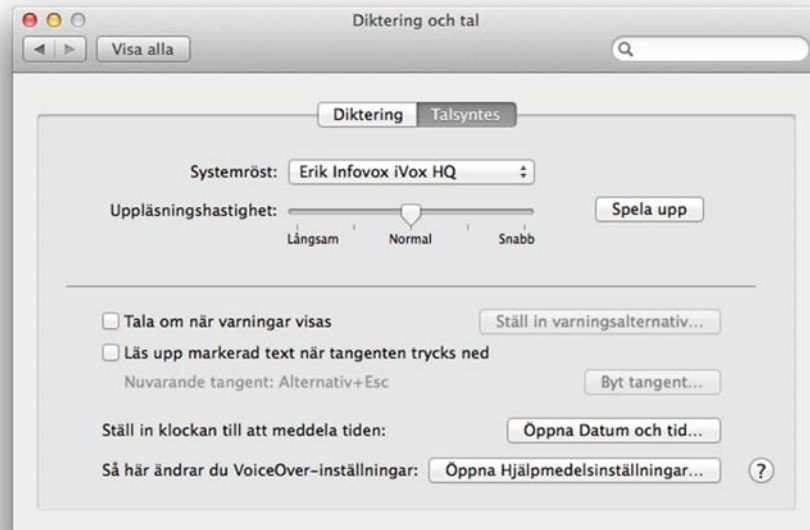 Diktering och tal
Visa alla
Diktering Talsyntes
Systemröst: Erik Infovox iVox HQ
Uppläsningshastighet: Spela upp
Långsam Normal Snabb
Tala om när varningar visas Ställ in varningsalternativ...
Läs upp markerad text när tangenten trycks ned
Nuvarande tangent: Alternativ+Esc Byt tangent...
Ställ in klockan till att meddela tiden: Öppna Datum och tid...
Så här ändrar du VoiceOver-inställningar: Öppna Hjälpmedelsinställningar... ?